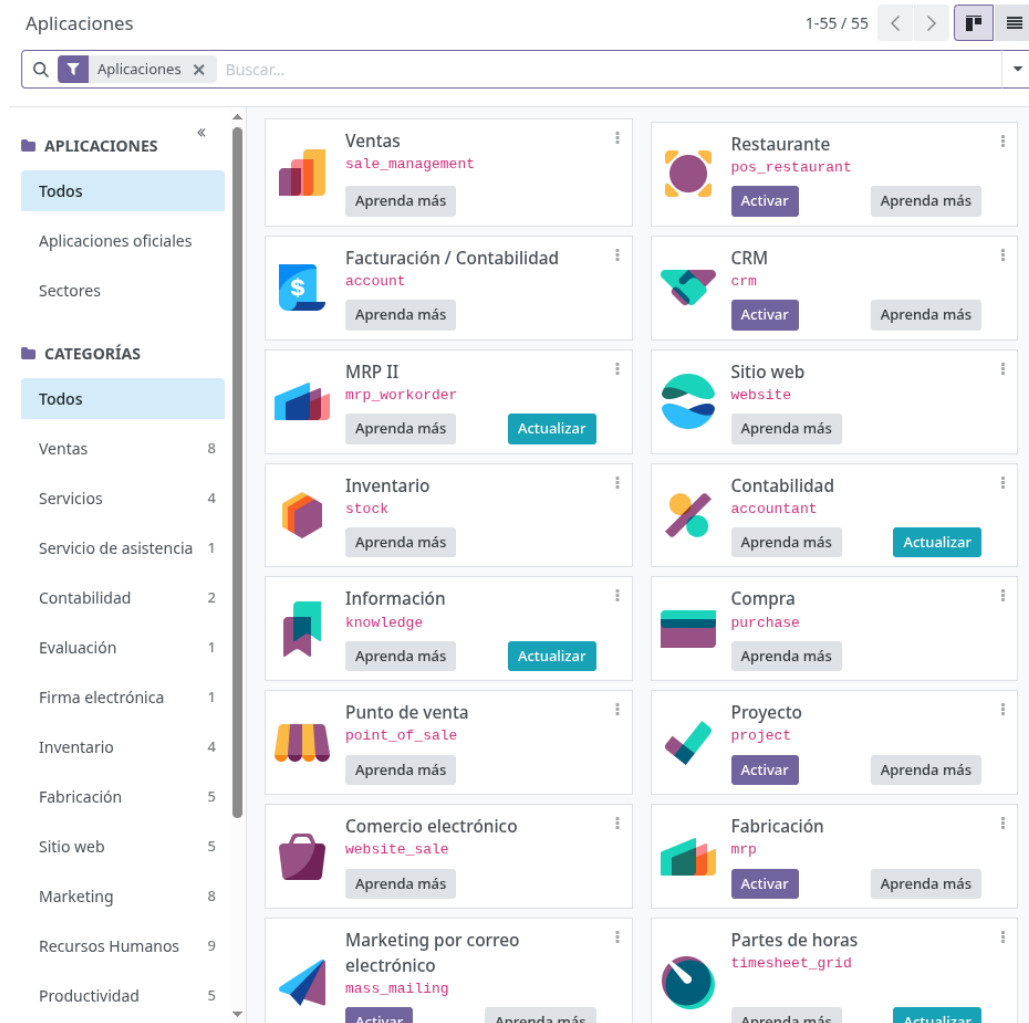 Aplicaciones
1-55 / 55
Aplicaciones
Buscar...
APLICACIONES
Todos
Aplicaciones oficiales
Sectores
CATEGORÍAS
Todos
Ventas 8
Servicios 4
Servicio de asistencia 1
Contabilidad 2
Evaluación 1
Firma electrónica 1
Inventario 4
Fabricación 5
Sitio web 5
Marketing 8
Recursos Humanos 9
Productividad 5
Ventas
sale_management
Aprenda más
Restaurante
pos_restaurant
Activar Aprenda más
Facturación / Contabilidad
account
Aprenda más
CRM
crm
Activar Aprenda más
MRP II
mrp_workorder
Aprenda más Actualizar
Sitio web
website
Aprenda más
Inventario
stock
Aprenda más
Contabilidad
accountant
Aprenda más Actualizar
Información
knowledge
Aprenda más Actualizar
Compra
purchase
Aprenda más
Punto de venta
point_of_sale
Aprenda más
Proyecto
project
Activar Aprenda más
Comercio electrónico
website_sale
Aprenda más
Fabricación
mrp
Activar Aprenda más
Marketing por correo
electrónico
mass_mailing
Activar Aprenda más
Partes de horas
timesheet_grid
Aprenda más Actualizar